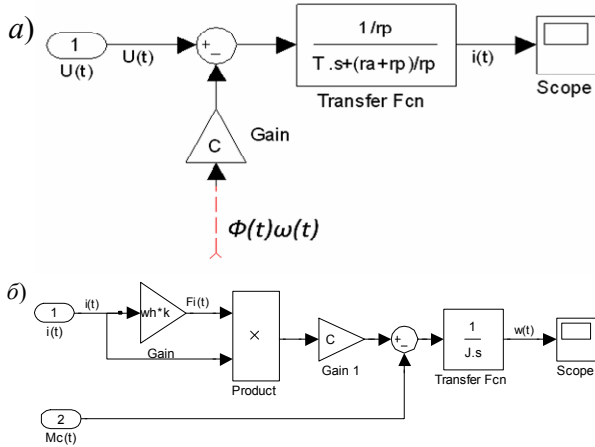 а)
1
U(t)
U(t)
+
-
1/rp
T.s+(ra+rp)/rp
Transfer Fcn
i(t)
Scope
Gain
C
Ф(t)ω(t)
б)
1
i(t)
i(t)
wh*k
Fi(t)
Gain
×
Product
C
Gain 1
+
-
1
J.s
Transfer Fcn
w(t)
Scope
2
Mc(t)